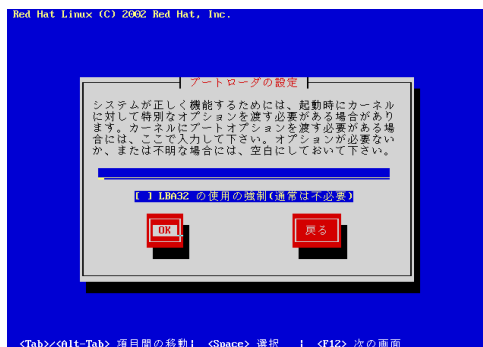 Red Hat Linux (C) 2002 Red Hat, Inc.
ブートローダの設定
システムが正しく機能するためには、起動時にカーネル
に対して特別なオプションを渡す必要がある場合があり
ます。カーネルにブートオプションを渡す必要がある場
合には、ここで入力して下さい。オプションが必要ない
か、または不明な場合には、空白にしておいて下さい。
[ ] LBA32 の使用の強制(通常は不必要)
OK 戻る
<Tab>/<Alt-Tab> 項目間の移動¦ <Space> 選択 ¦ <F12> 次の画面